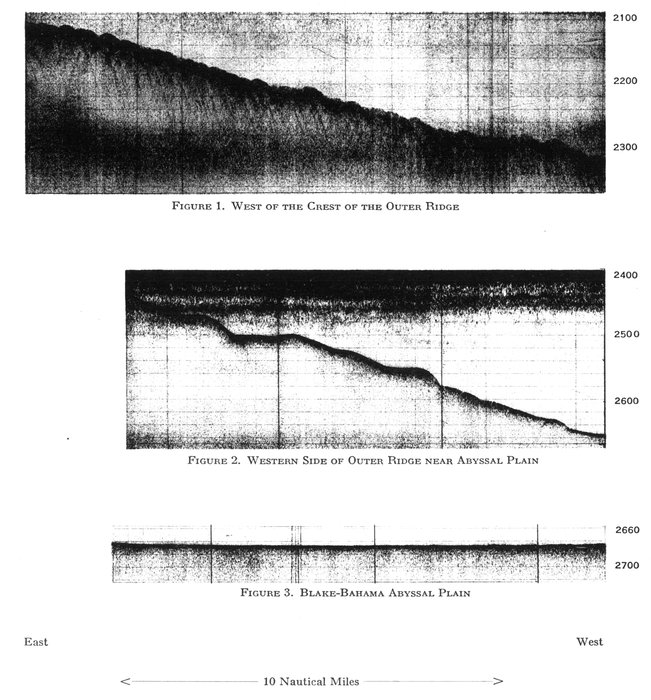 2100
2200
2300
Figure 1. West of the Crest of the Outer Ridge
2400
2500
2600
Figure 2. Western Side of Outer Ridge near Abyssal Plain
2660
2700
Figure 3. Blake-Bahama Abyssal Plain
East West
< 10 Nautical Miles >